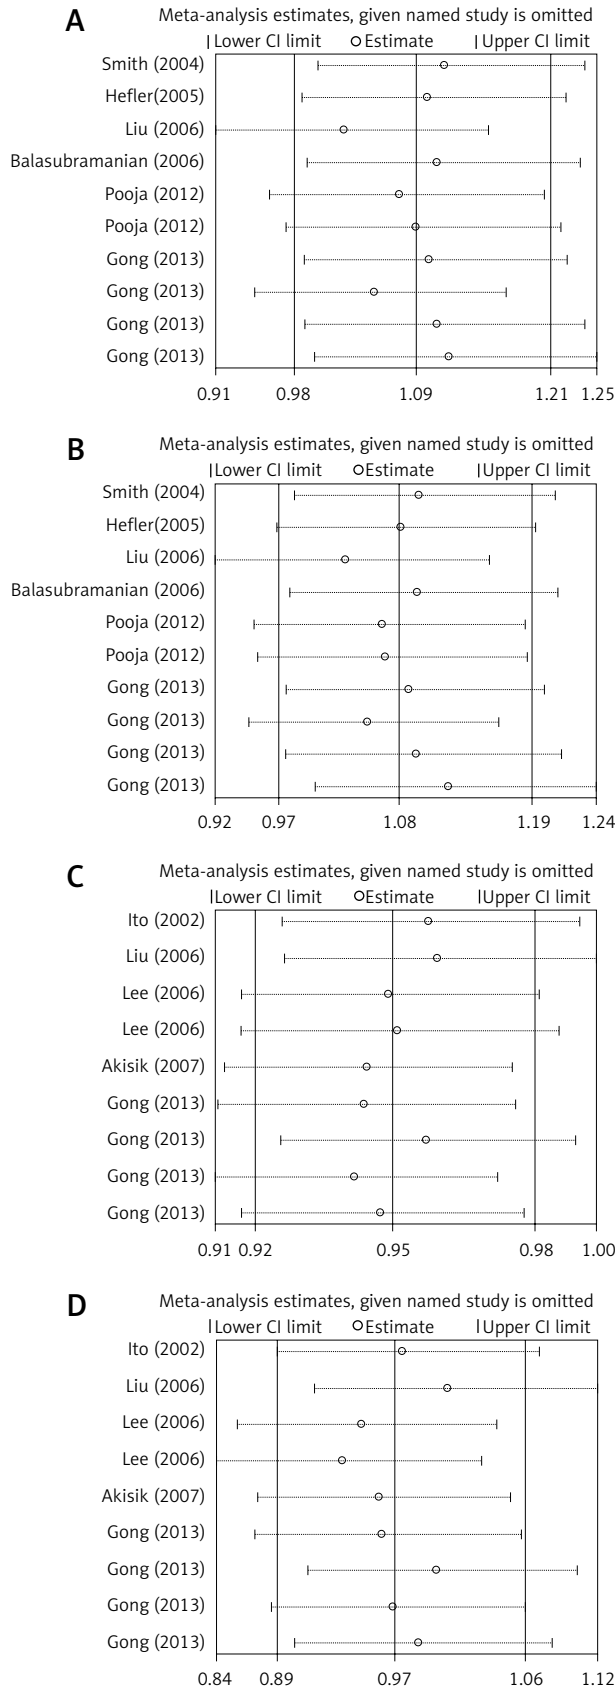 A
Meta-analysis estimates, given named study is omitted
Lower CI limit Estimate Upper CI limit
Smith (2004)
Hefler(2005)
Liu (2006)
Balasubramanian (2006)
Pooja (2012)
Pooja (2012)
Gong (2013)
Gong (2013)
Gong (2013)
Gong (2013)
0.91 0.98 1.09 1.21 1.25
B
Meta-analysis estimates, given named study is omitted
Lower CI limit Estimate Upper CI limit
Smith (2004)
Hefler(2005)
Liu (2006)
Balasubramanian (2006)
Pooja (2012)
Pooja (2012)
Gong (2013)
Gong (2013)
Gong (2013)
Gong (2013)
0.92 0.97 1.08 1.19 1.24
C
Meta-analysis estimates, given named study is omitted
Lower CI limit Estimate Upper CI limit
Ito (2002)
Liu (2006)
Lee (2006)
Lee (2006)
Akisik (2007)
Gong (2013)
Gong (2013)
Gong (2013)
Gong (2013)
0.91 0.92 0.95 0.98 1.00
D
Meta-analysis estimates, given named study is omitted
Lower CI limit Estimate Upper CI limit
Ito (2002)
Liu (2006)
Lee (2006)
Lee (2006)
Akisik (2007)
Gong (2013)
Gong (2013)
Gong (2013)
Gong (2013)
0.84 0.89 0.97 1.06 1.12